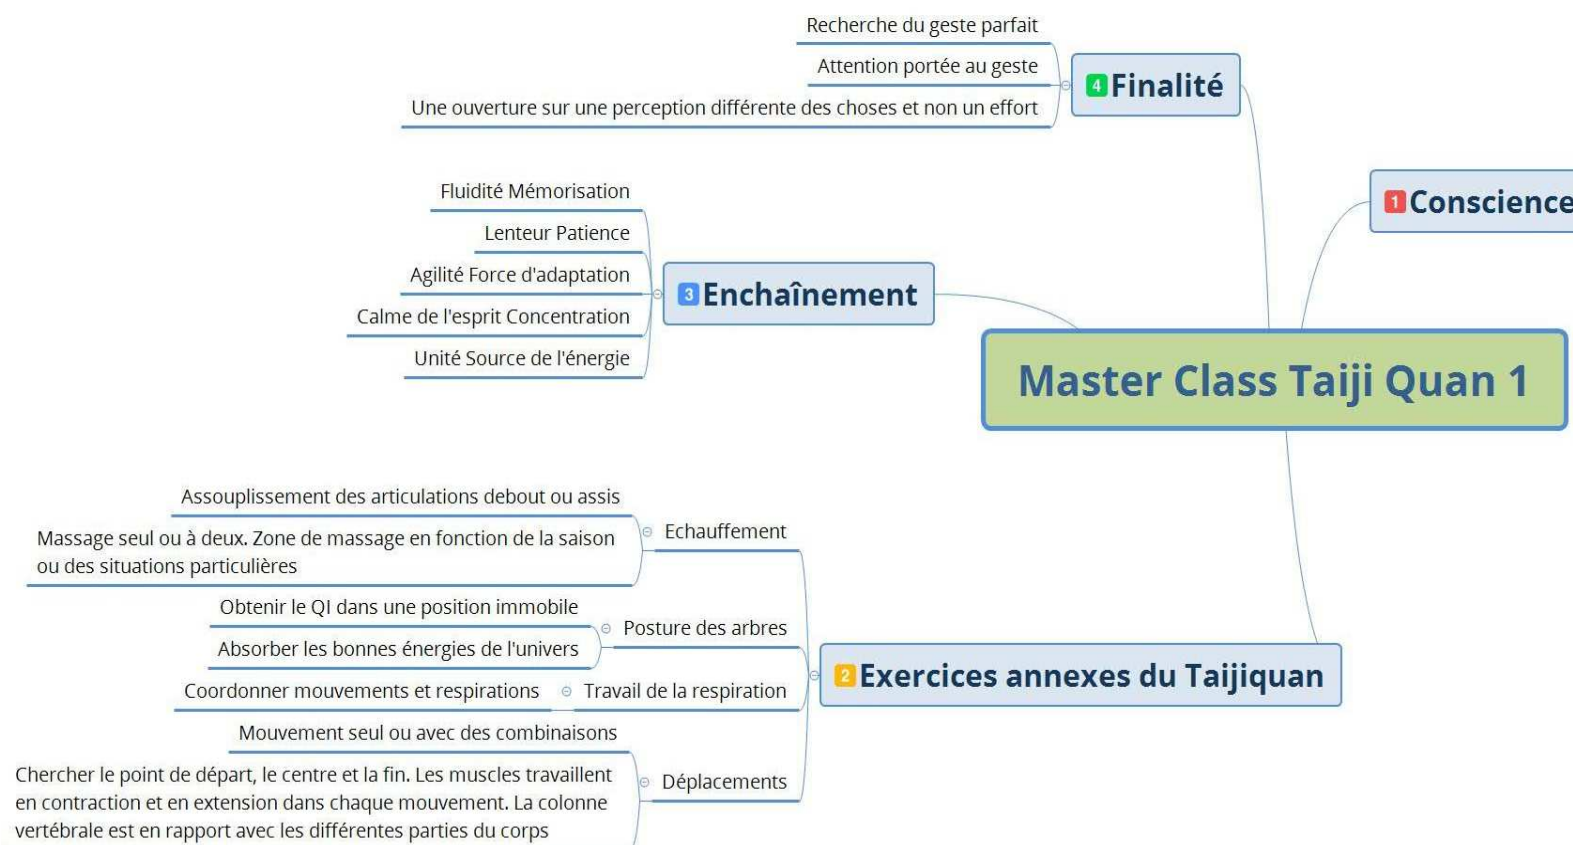 Recherche du geste parfait
Attention portée au geste
Une ouverture sur une perception différente des choses et non un effort
4 Finalité
1 Conscience
Fluidité Mémorisation
Lenteur Patience
Agilité Force d'adaptation
Calme de l'esprit Concentration
Unité Source de l'énergie
3 Enchaînement
Master Class Taiji Quan 1
Assouplissement des articulations debout ou assis
Massage seul ou à deux. Zone de massage en fonction de la saison
ou des situations particulières
Echauffement
Obtenir le QI dans une position immobile
Absorber les bonnes énergies de l'univers
Posture des arbres
Coordonner mouvements et respirations
Travail de la respiration
Mouvement seul ou avec des combinaisons
Chercher le point de départ, le centre et la fin. Les muscles travaillent
en contraction et en extension dans chaque mouvement. La colonne
vertébrale est en rapport avec les différentes parties du corps
Déplacements
2 Exercices annexes du Taijiquan